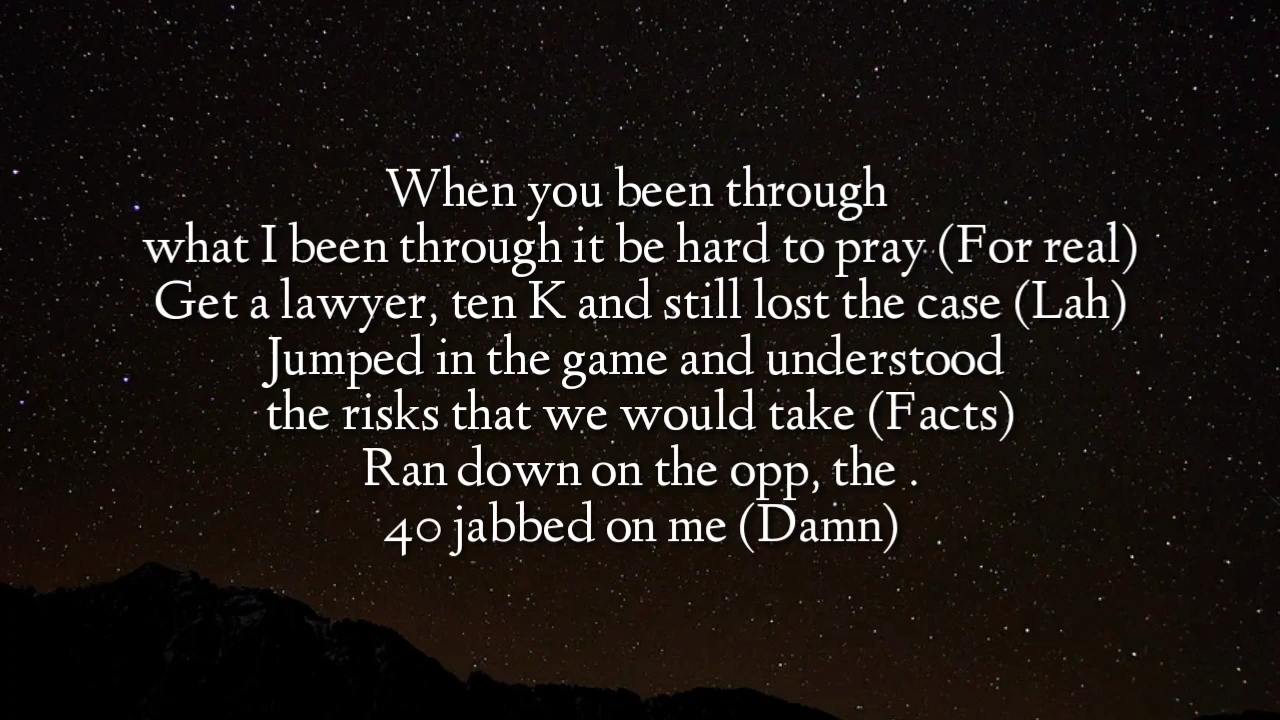 When you been through
what I been through it be hard to pray (For real)
Get a lawyer, ten K and still lost the case (Lah)
Jumped in the game and understood
the risks that we would take (Facts)
Ran down on the opp, the .
40 jabbed on me (Damn)